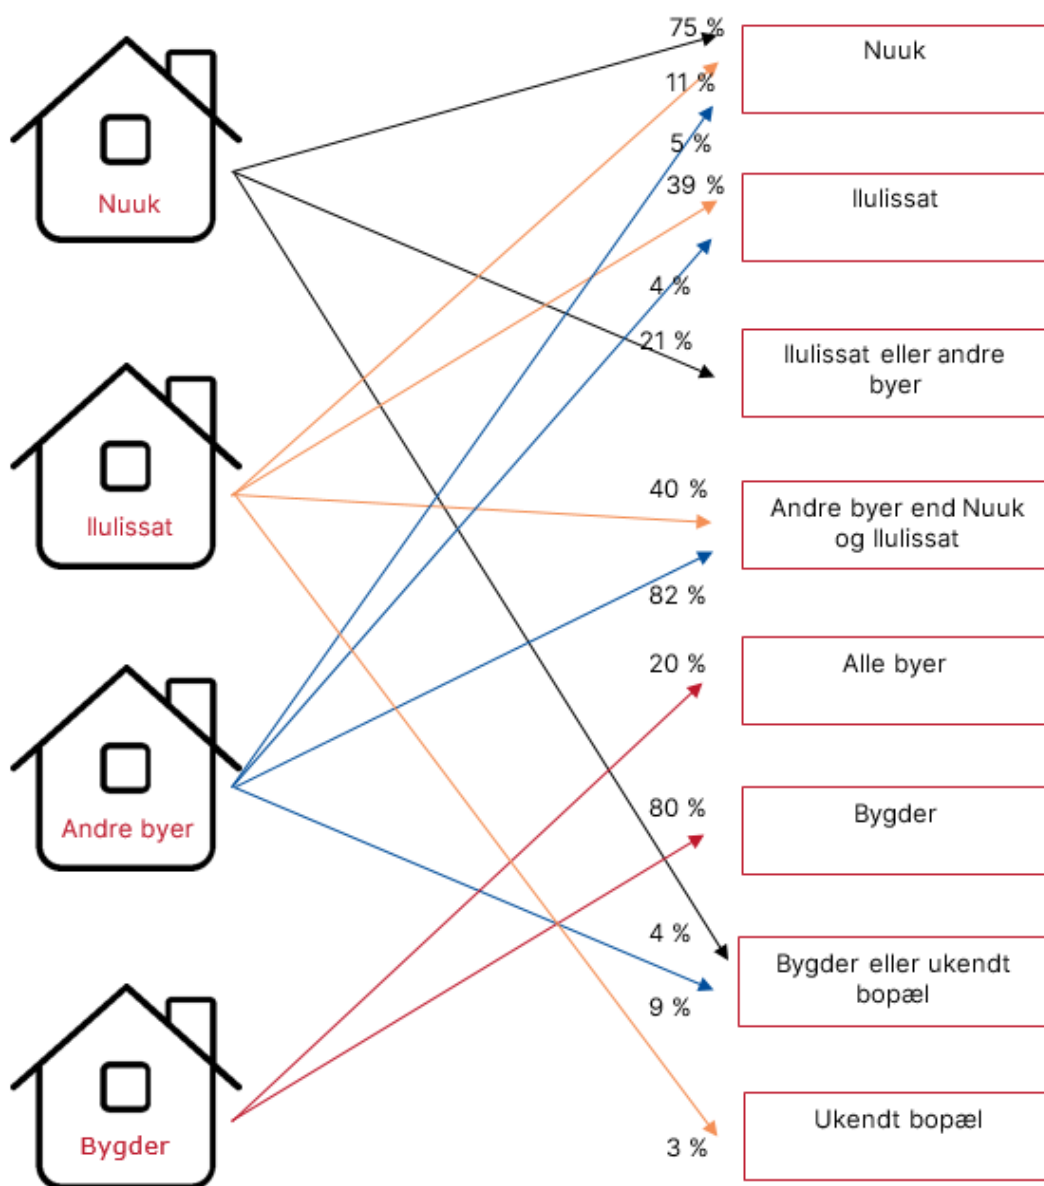 75 %
Nuuk
11 %
5 %
39 %
Ilulissat
Nuuk
4 %
21 %
Ilulissat eller andre
byer
40 %
Andre byer end Nuuk
og Ilulissat
Ilulissat
82 %
20 %
Alle byer
80 %
Bygder
Andre byer
4 %
Bygder eller ukendt
bopæl
9 %
Ukendt bopæl
Bygder
3 %